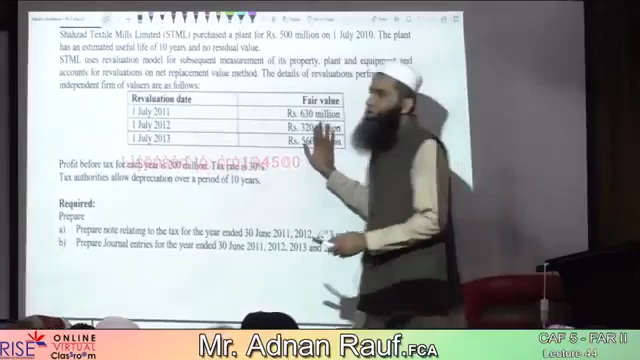 Shahzad Textile Mills Limited (STML) purchased a plant for Rs. 500 million on 1 July 2010. The plant
has an estimated useful life of 10 years and no residual value.
STML uses revaluation model for subsequent measurement of its property, plant and equipment and
accounts for revaluations on net replacement value method. The details of revaluations
independent firm of valuers are as follows:
Revaluation date Fair value
1 July 2011 Rs. 630 million
1 July 2012 Rs. 320
1 July 2013 Rs. 560
Profit before tax for each year is 200 million. Tax rate is 30%.
Tax authorities allow depreciation over a period of 10 years.
Required:
Prepare
a) Prepare note relating to the tax for the year ended 30 June 2011, 2012,
b) Prepare Journal entries for the year ended 30 June 2011, 2012, 2013 and
RISE ONLINE VIRTUAL Classroom
Mr. Adnan Rauf.FCA
CAF 5 - FAR II
Lecture 44